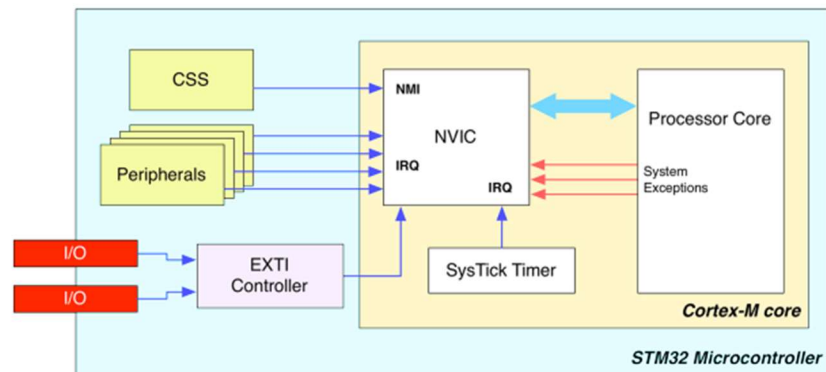 CSS
NMI
NVIC
Processor Core
Peripherals
IRQ
IRQ
System
Exceptions
I/O
I/O
EXTI
Controller
SysTick Timer
Cortex-M core
STM32 Microcontroller